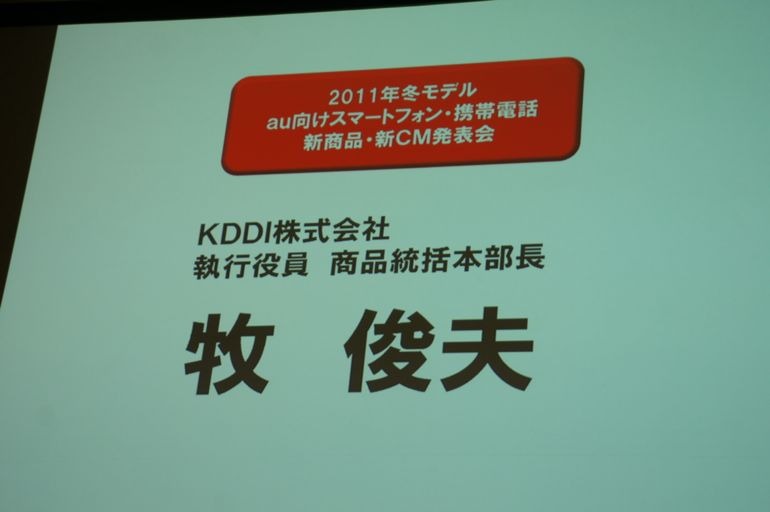 2011年冬モデル
au向けスマートフォン・携帯電話
新商品・新CM発表会
KDDI株式会社
執行役員 商品統括本部長
牧 俊夫